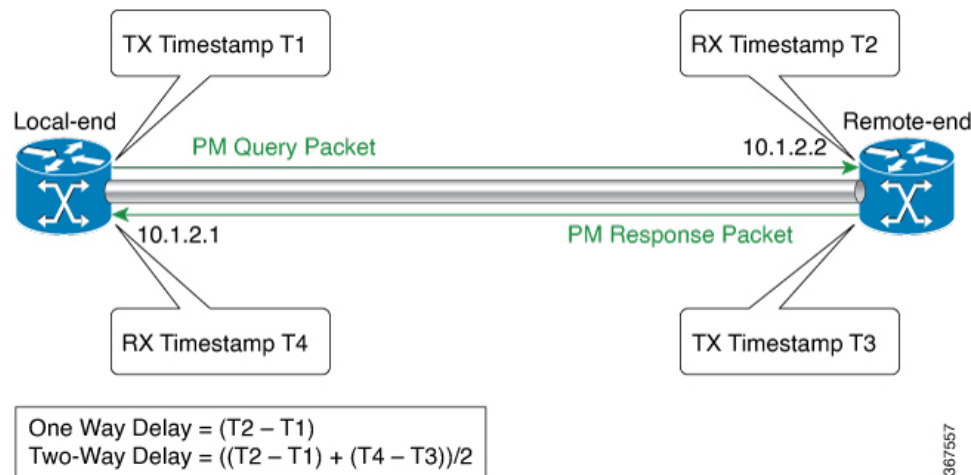 TX Timestamp T1
RX Timestamp T2
Local-end
Remote-end
PM Query Packet
10.1.2.2
10.1.2.1
PM Response Packet
RX Timestamp T4
TX Timestamp T3
One Way Delay = (T2 – T1)
Two-Way Delay = ((T2 – T1) + (T4 – T3))/2
367557